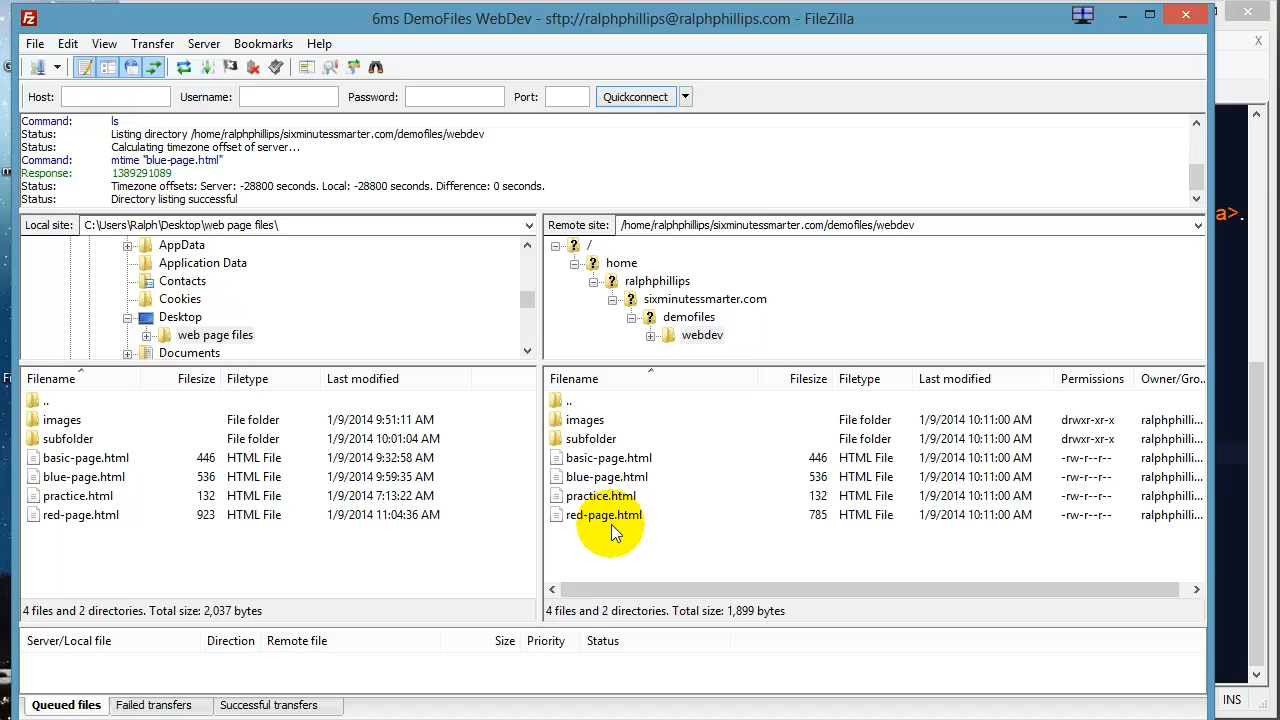 6ms DemoFiles WebDev - sftp://ralphphillips@ralphphillips.com - FileZilla
File Edit View Transfer Server Bookmarks Help
Host: Username: Password: Port: Quickconnect
Command: ls
Status: Listing directory /home/ralphphillips/sixminutessmarter.com/demofiles/webdev
Status: Calculating timezone offset of server...
Command: mtime "blue-page.html"
Response: 1389291089
Status: Timezone offsets: Server: -28800 seconds. Local: -28800 seconds. Difference: 0 seconds.
Status: Directory listing successful
a>.
Local site: C:\Users\Ralph\Desktop\web page files\
AppData
Application Data
Contacts
Cookies
Desktop
web page files
Documents
Remote site: /home/ralphphillips/sixminutessmarter.com/demofiles/webdev
/
home
ralphphillips
sixminutessmarter.com
demofiles
webdev
Filename Filesize Filetype Last modified
..
images File folder 1/9/2014 9:51:11 AM
subfolder File folder 1/9/2014 10:01:04 AM
basic-page.html 446 HTML File 1/9/2014 9:32:58 AM
blue-page.html 536 HTML File 1/9/2014 9:59:35 AM
practice.html 132 HTML File 1/9/2014 7:13:22 AM
red-page.html 923 HTML File 1/9/2014 11:04:36 AM
4 files and 2 directories. Total size: 2,037 bytes
Filename Filesize Filetype Last modified Permissions Owner/Gro...
..
images File folder 1/9/2014 10:11:00 AM drwxr-xr-x ralphphilli...
subfolder File folder 1/9/2014 10:11:00 AM drwxr-xr-x ralphphilli...
basic-page.html 446 HTML File 1/9/2014 10:11:00 AM -rw-r--r-- ralphphilli...
blue-page.html 536 HTML File 1/9/2014 10:11:00 AM -rw-r--r-- ralphphilli...
practice.html 132 HTML File 1/9/2014 10:11:00 AM -rw-r--r-- ralphphilli...
red-page.html 785 HTML File 1/9/2014 10:11:00 AM -rw-r--r-- ralphphilli...
4 files and 2 directories. Total size: 1,899 bytes
Server/Local file Direction Remote file Size Priority Status
Queued files Failed transfers Successful transfers
INS